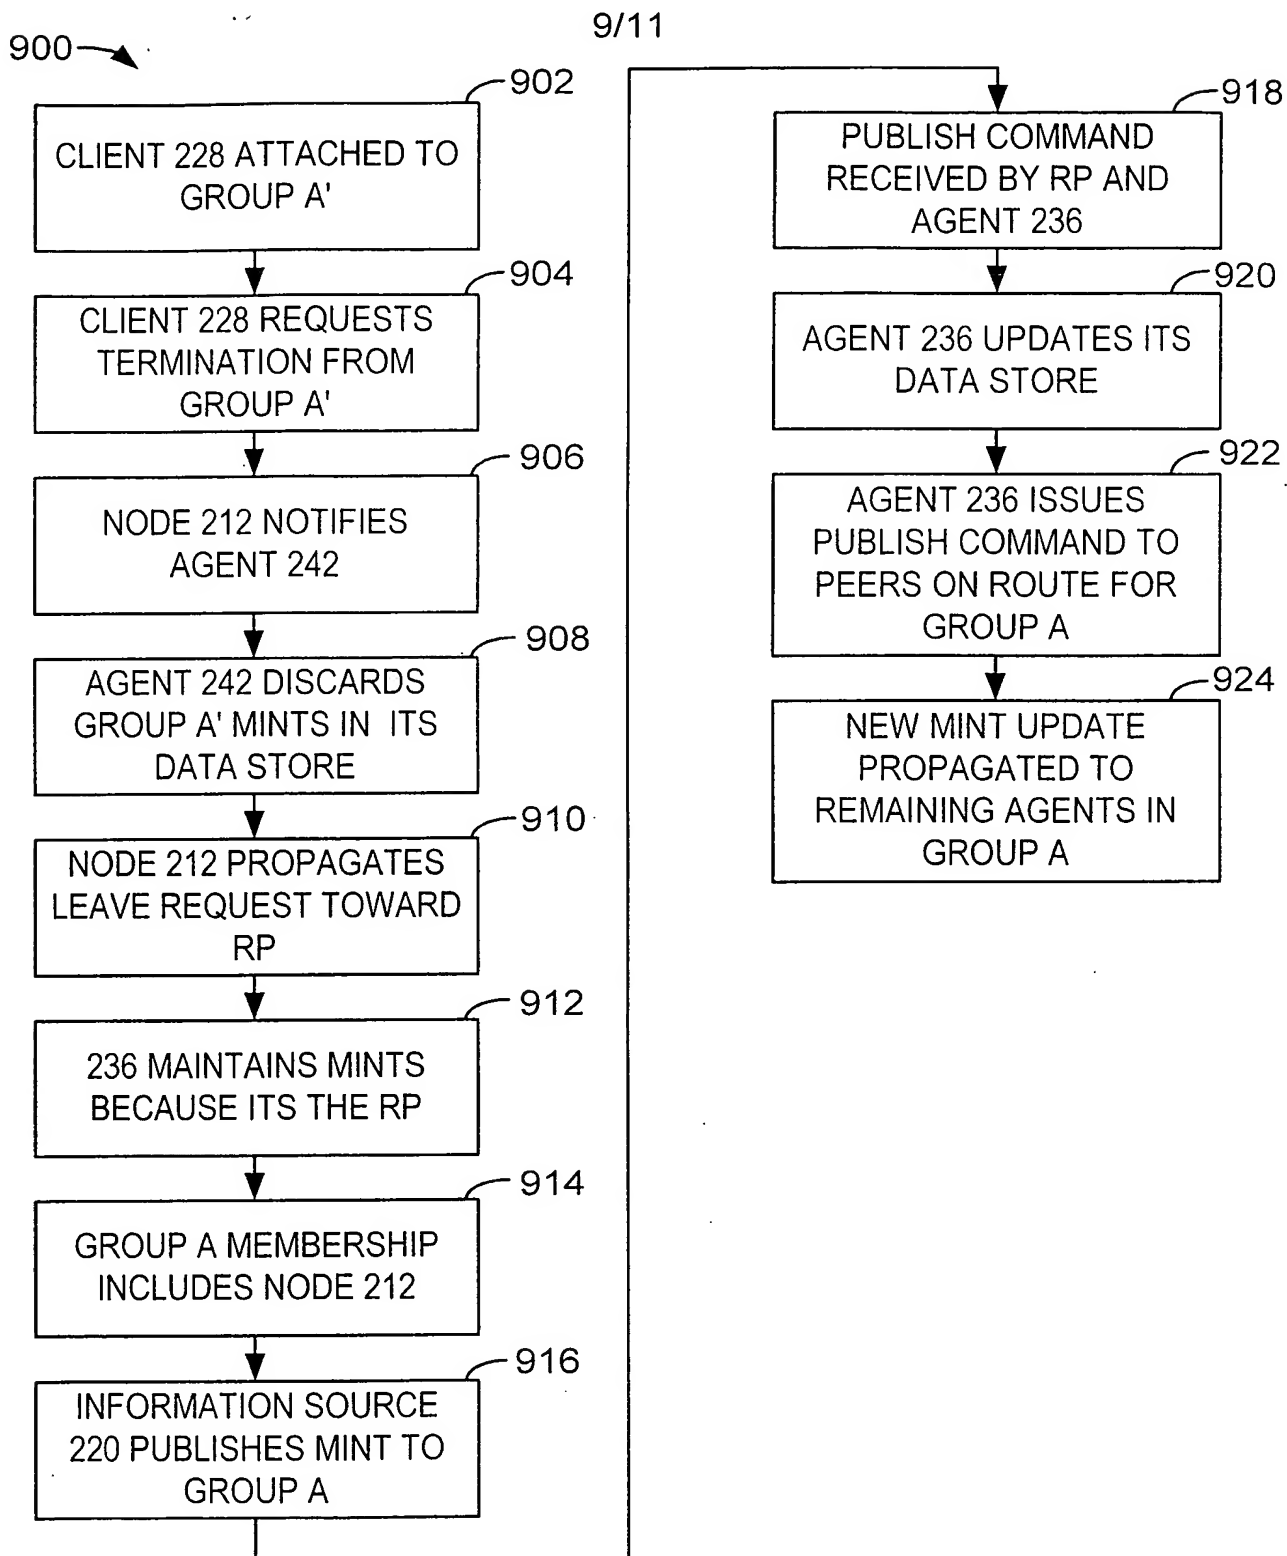 9/11
900
902
CLIENT 228 ATTACHED TO
GROUP A'
904
CLIENT 228 REQUESTS
TERMINATION FROM
GROUP A'
906
NODE 212 NOTIFIES
AGENT 242
908
AGENT 242 DISCARDS
GROUP A' MINTS IN ITS
DATA STORE
910
NODE 212 PROPAGATES
LEAVE REQUEST TOWARD
RP
912
236 MAINTAINS MINTS
BECAUSE ITS THE RP
914
GROUP A MEMBERSHIP
INCLUDES NODE 212
916
INFORMATION SOURCE
220 PUBLISHES MINT TO
GROUP A
918
PUBLISH COMMAND
RECEIVED BY RP AND
AGENT 236
920
AGENT 236 UPDATES ITS
DATA STORE
922
AGENT 236 ISSUES
PUBLISH COMMAND TO
PEERS ON ROUTE FOR
GROUP A
924
NEW MINT UPDATE
PROPAGATED TO
REMAINING AGENTS IN
GROUP A